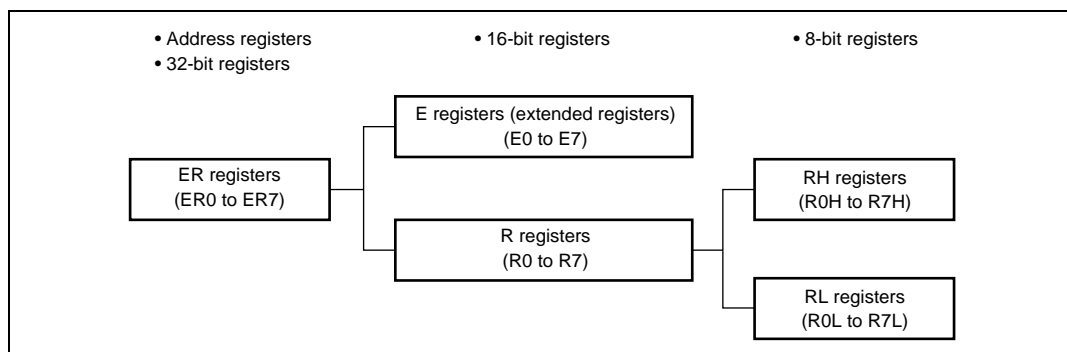 • Address registers
• 32-bit registers
• 16-bit registers
• 8-bit registers
E registers (extended registers)
(E0 to E7)
ER registers
(ER0 to ER7)
RH registers
(R0H to R7H)
R registers
(R0 to R7)
RL registers
(R0L to R7L)